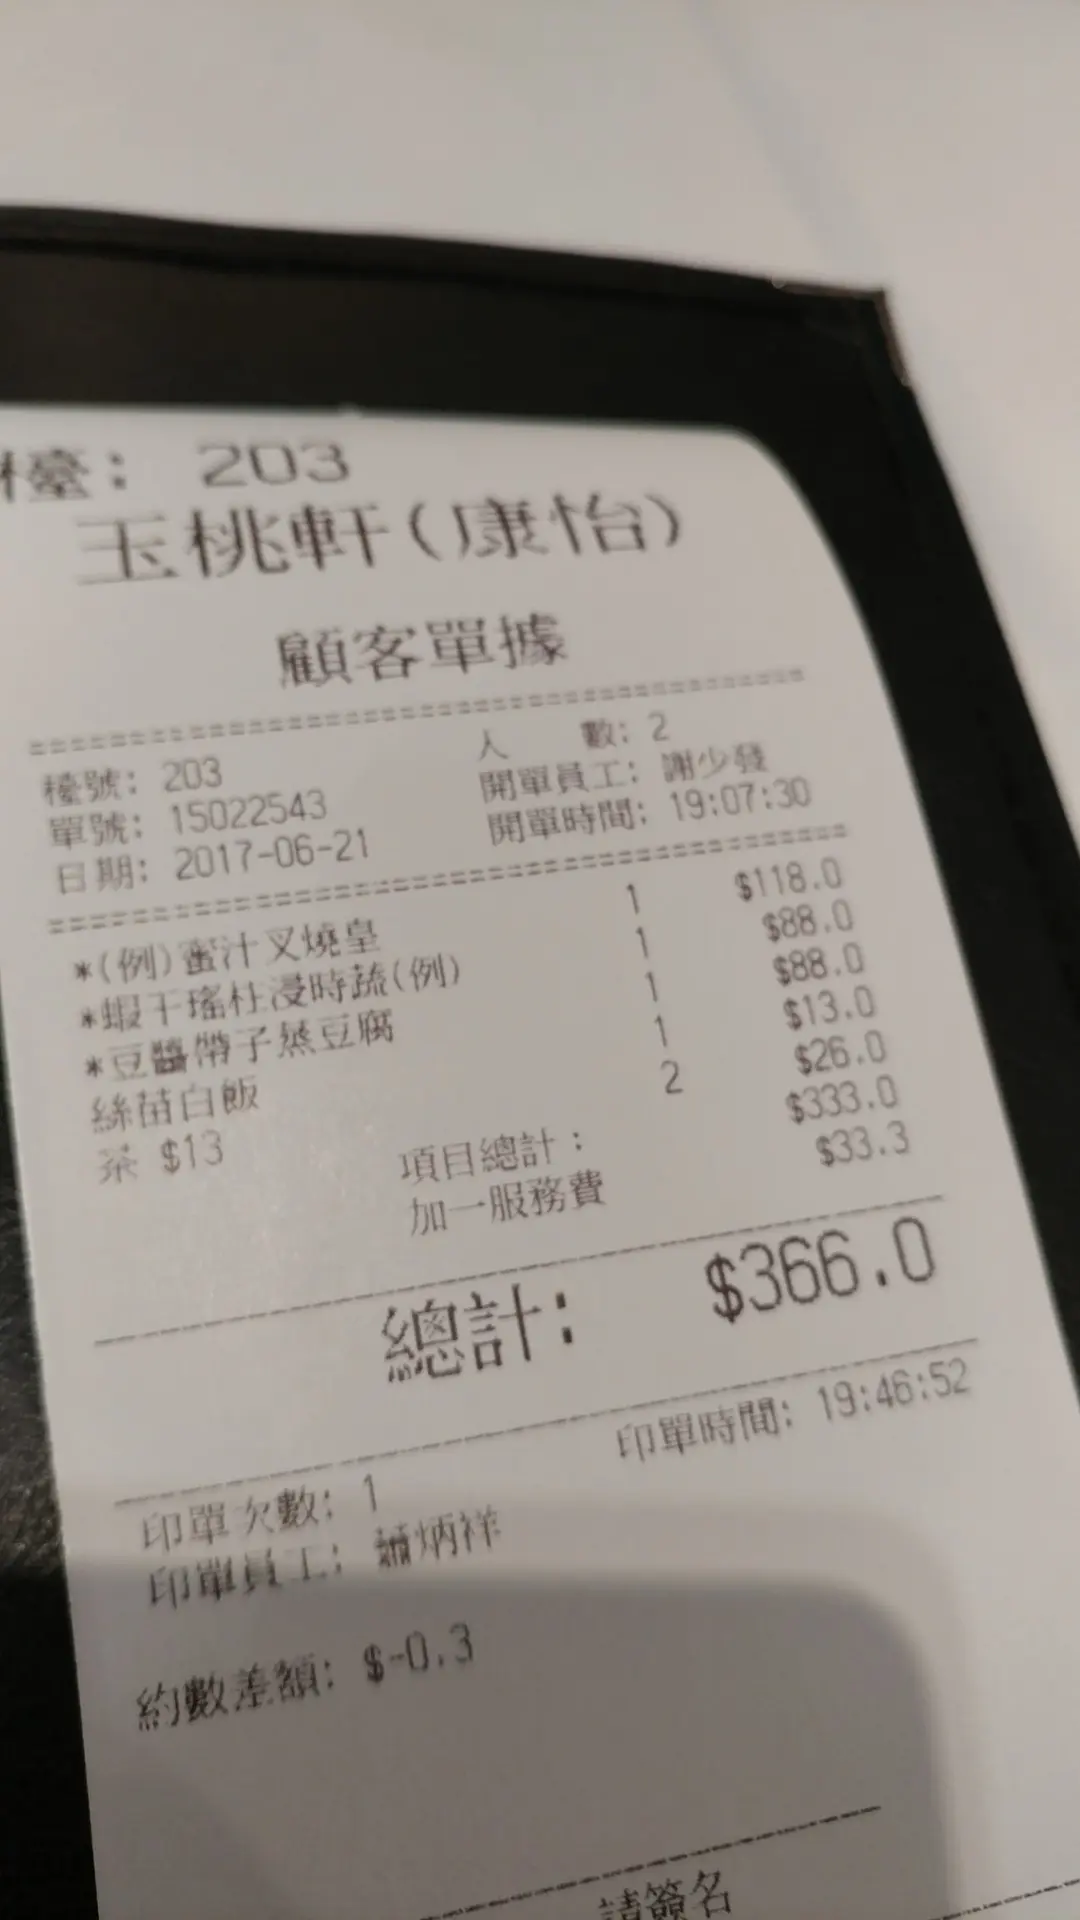 檯: 203
玉桃軒(康怡)
顧客單據
檯號: 203 人 數: 2
單號: 15022543 開單員工: 謝少發
日期: 2017-06-21 開單時間: 19:07:30
*(例)蜜汁叉燒皇 1 $118.0
*蝦干瑤柱浸時蔬(例) 1 $88.0
*豆醬帶子蒸豆腐 1 $88.0
絲苗白飯 1 $13.0
茶 $13 2 $26.0
項目總計: $333.0
加一服務費 $33.3
總計: $366.0
印單時間: 19:46:52
印單次數: 1
印單員工: 炳祥
約數差額: $-0.3
請簽名